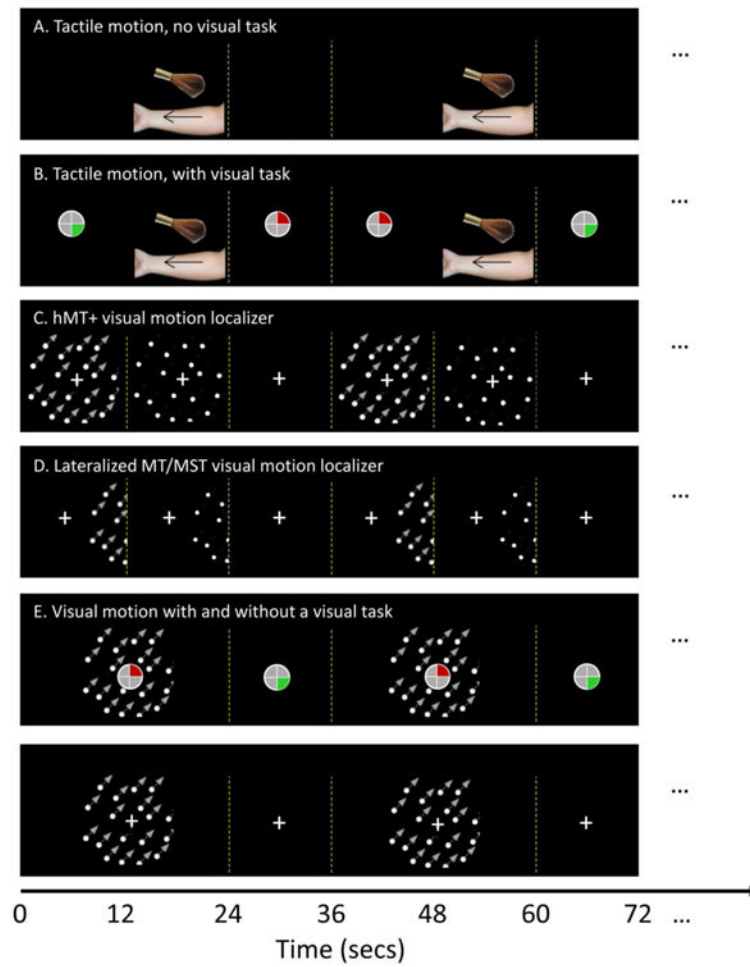 A. Tactile motion, no visual task
...
B. Tactile motion, with visual task
...
C. hMT+ visual motion localizer
...
D. Lateralized MT/MST visual motion localizer
...
E. Visual motion with and without a visual task
...
...
0 12 24 36 48 60 72 ...
Time (secs)